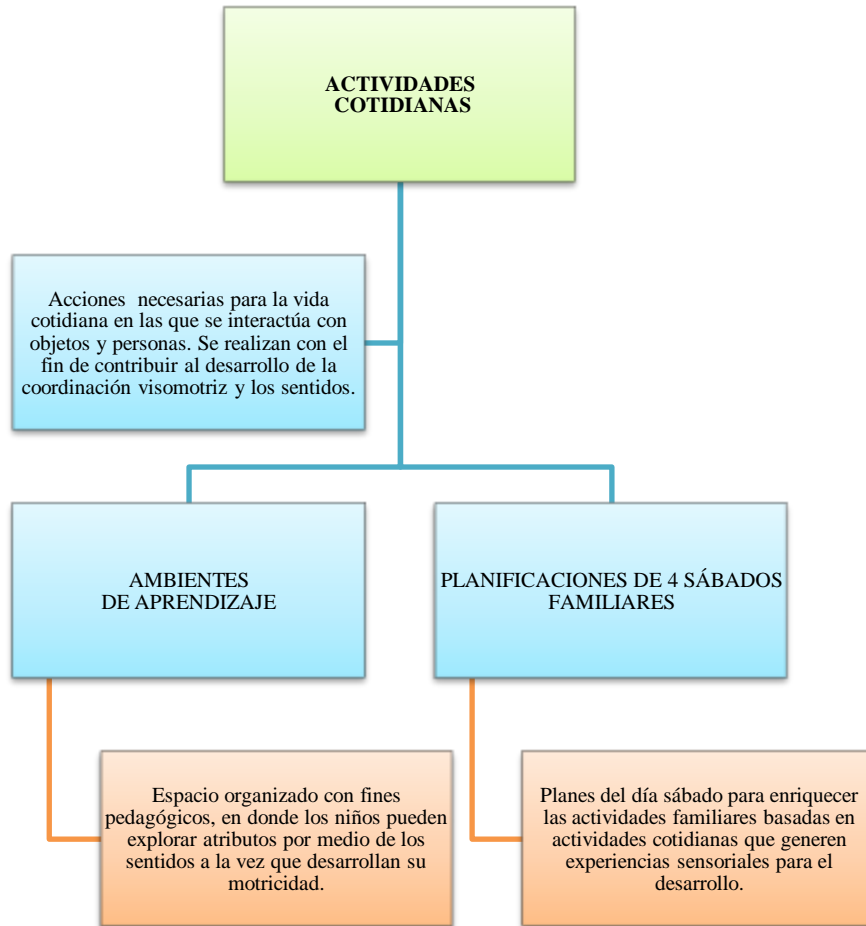 ACTIVIDADES
COTIDIANAS
Acciones necesarias para la vida
cotidiana en las que se interactúa con
objetos y personas. Se realizan con el
fin de contribuir al desarrollo de la
coordinación visomotriz y los sentidos.
AMBIENTES
DE APRENDIZAJE
PLANIFICACIONES DE 4 SÁBADOS
FAMILIARES
Espacio organizado con fines
pedagógicos, en donde los niños pueden
explorar atributos por medio de los
sentidos a la vez que desarrollan su
motricidad.
Planes del día sábado para enriquecer
las actividades familiares basadas en
actividades cotidianas que generen
experiencias sensoriales para el
desarrollo.